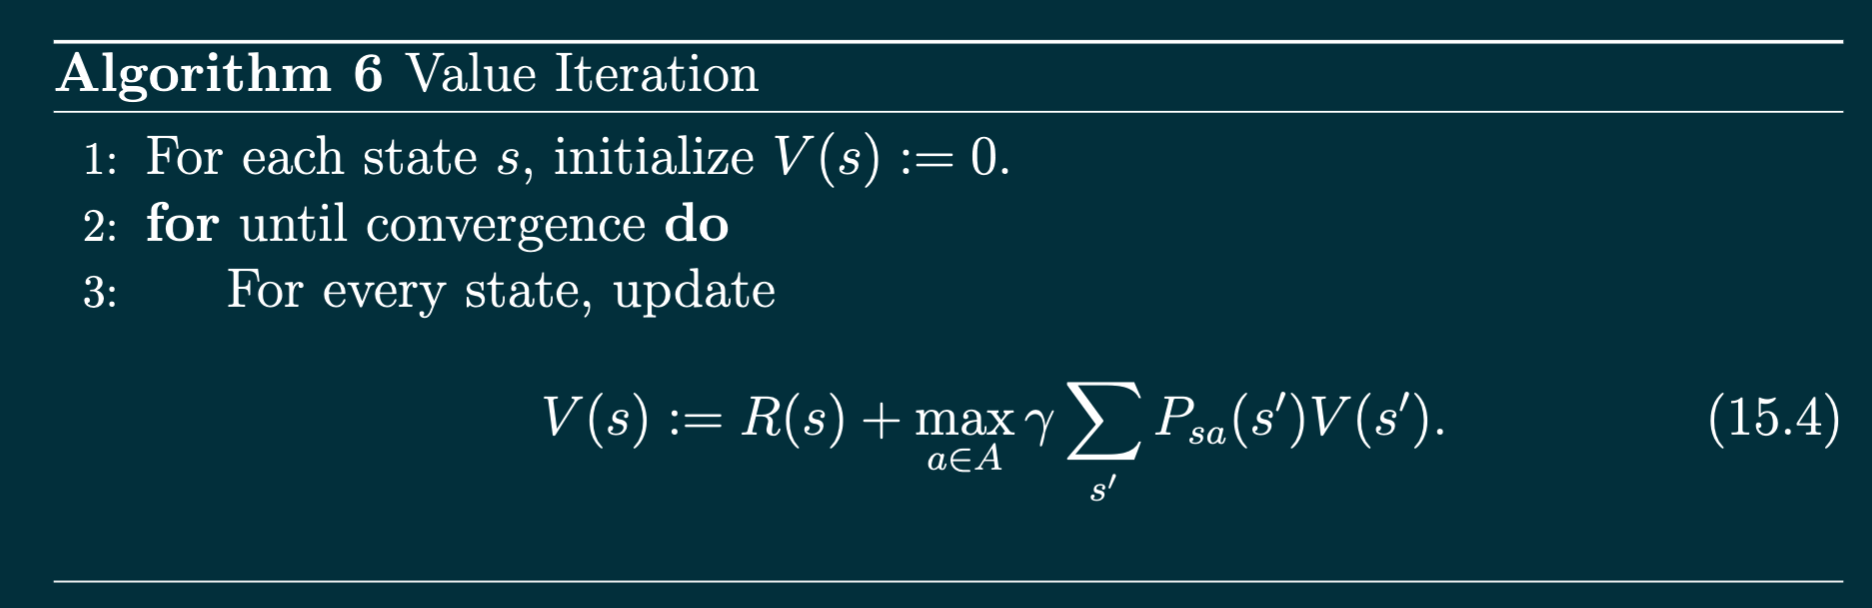 Algorithm 6 Value Iteration
1: For each state s, initialize V(s) := 0.
2: for until convergence do
3: For every state, update
V(s) := R(s) + max_{a∈A} γ ∑_{s′} P_{sa}(s′)V(s′). (15.4)